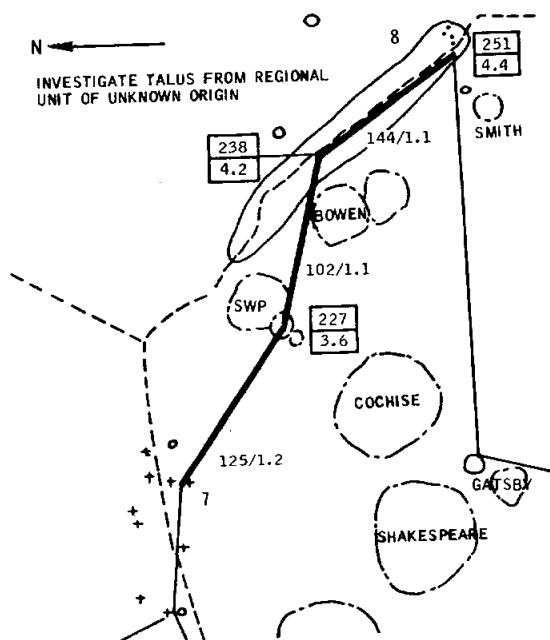 8
251
4.4
N
INVESTIGATE TALUS FROM REGIONAL
UNIT OF UNKNOWN ORIGIN
SMITH
144/1.1
238
4.2
BOWEN
102/1.1
SWP
227
3.6
COCHISE
125/1.2
GATSBY
7
SHAKESPEARE